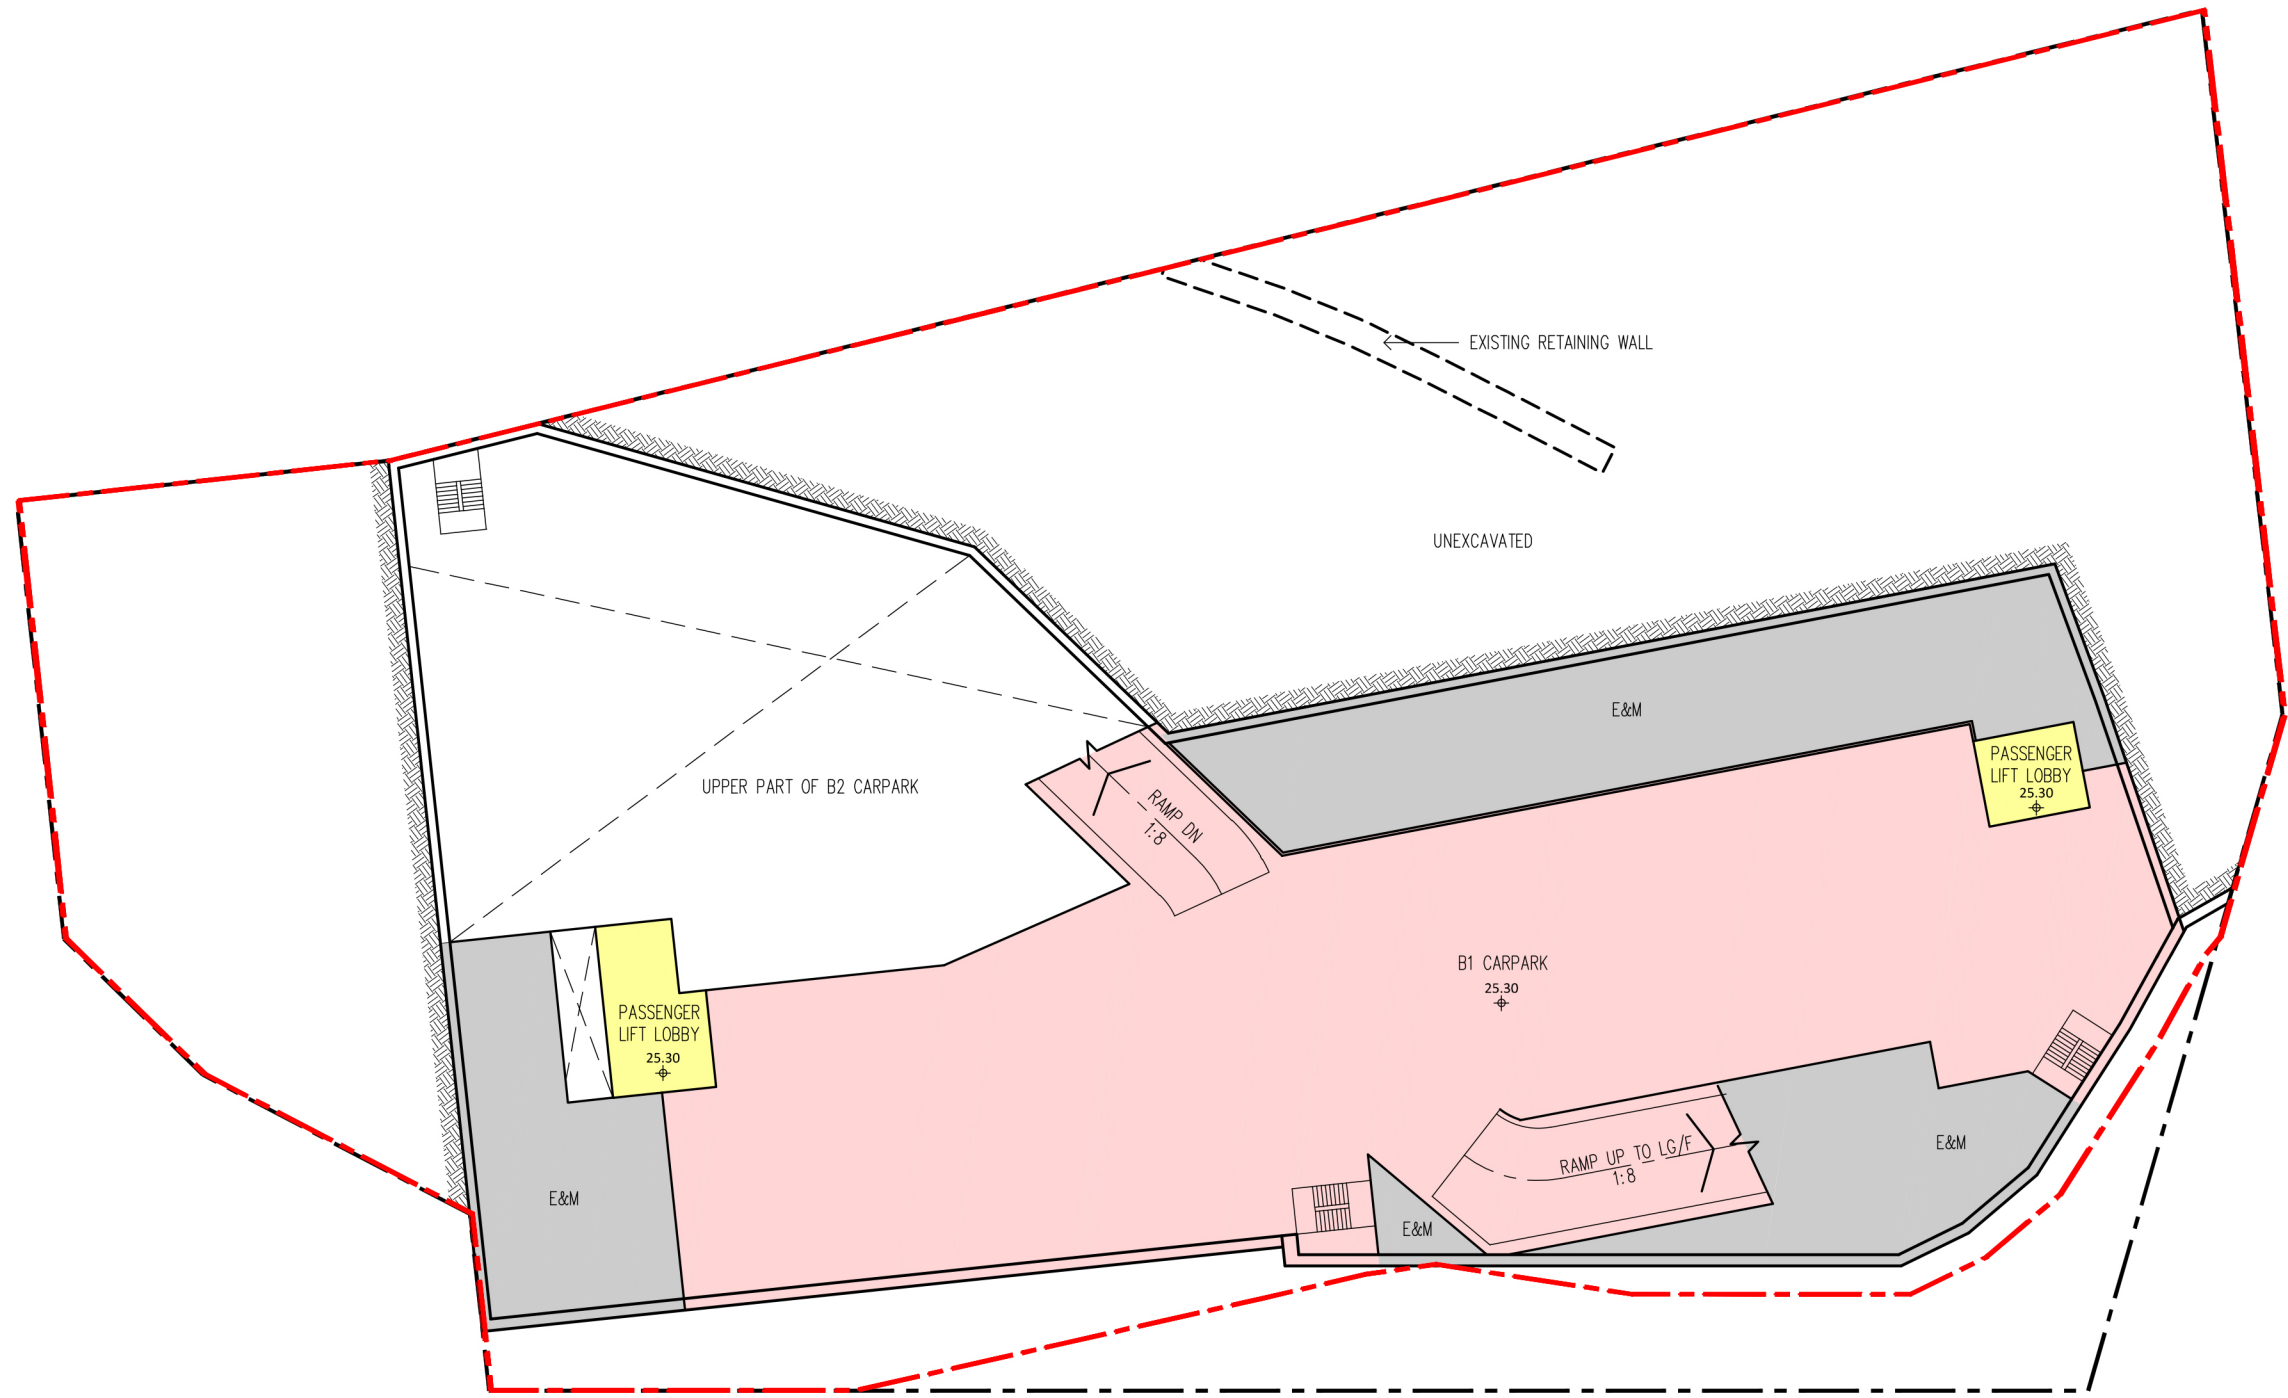 EXISTING RETAINING WALL
UNEXCAVATED
E&M
PASSENGER
LIFT LOBBY
25.30
UPPER PART OF B2 CARPARK
RAMP DN
1:8
B1 CARPARK
25.30
PASSENGER
LIFT LOBBY
25.30
RAMP UP TO LG/F
1:8
E&M
E&M
E&M